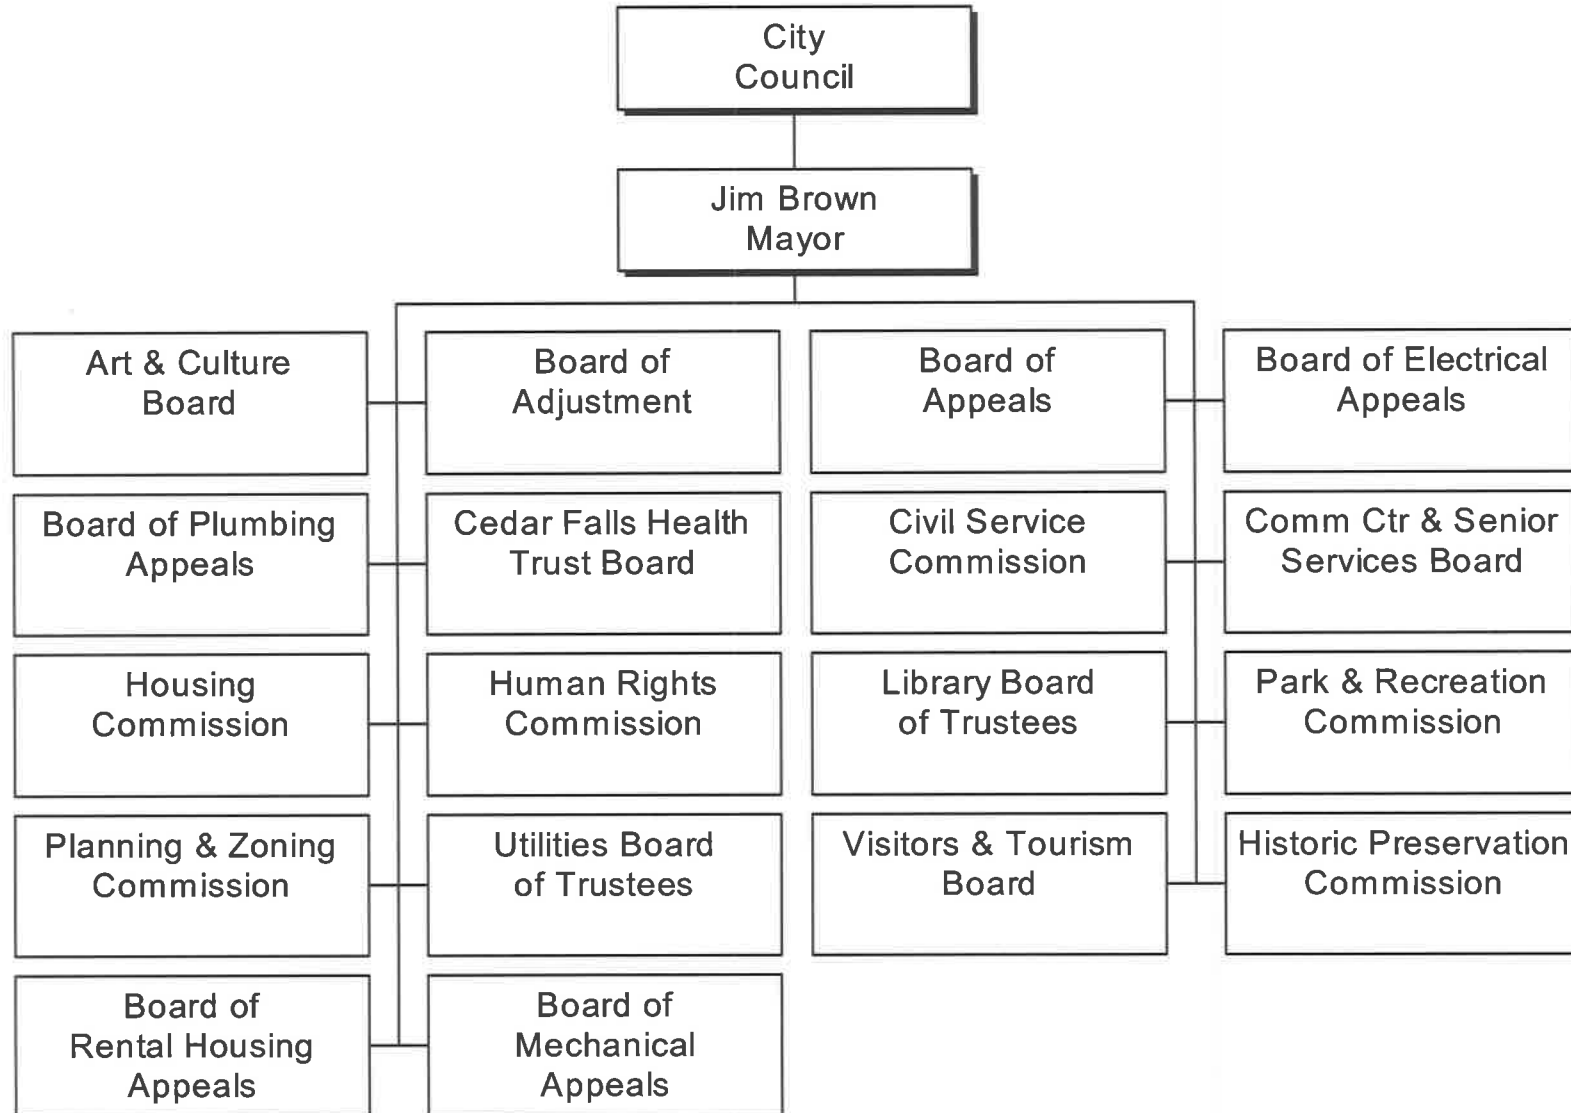 City
Council
Jim Brown
Mayor
Art & Culture
Board
Board of
Adjustment
Board of
Appeals
Board of Electrical
Appeals
Board of Plumbing
Appeals
Cedar Falls Health
Trust Board
Civil Service
Commission
Comm Ctr & Senior
Services Board
Housing
Commission
Human Rights
Commission
Library Board
of Trustees
Park & Recreation
Commission
Planning & Zoning
Commission
Utilities Board
of Trustees
Visitors & Tourism
Board
Historic Preservation
Commission
Board of
Rental Housing
Appeals
Board of
Mechanical
Appeals